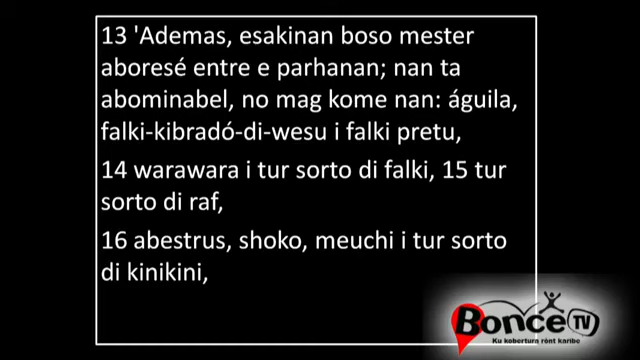 13 'Ademas, esakinan boso mester
aboresé entre e parhanan; nan ta
abominabel, no mag kome nan: águila,
falki-kibradó-di-wesu i falki pretu,
14 warawara i tur sorto di falki, 15 tur
sorto di raf,
16 abestrus, shoko, meuchi i tur sorto
di kinikini,
Bonce TV
Ku kobertura rònt karibe